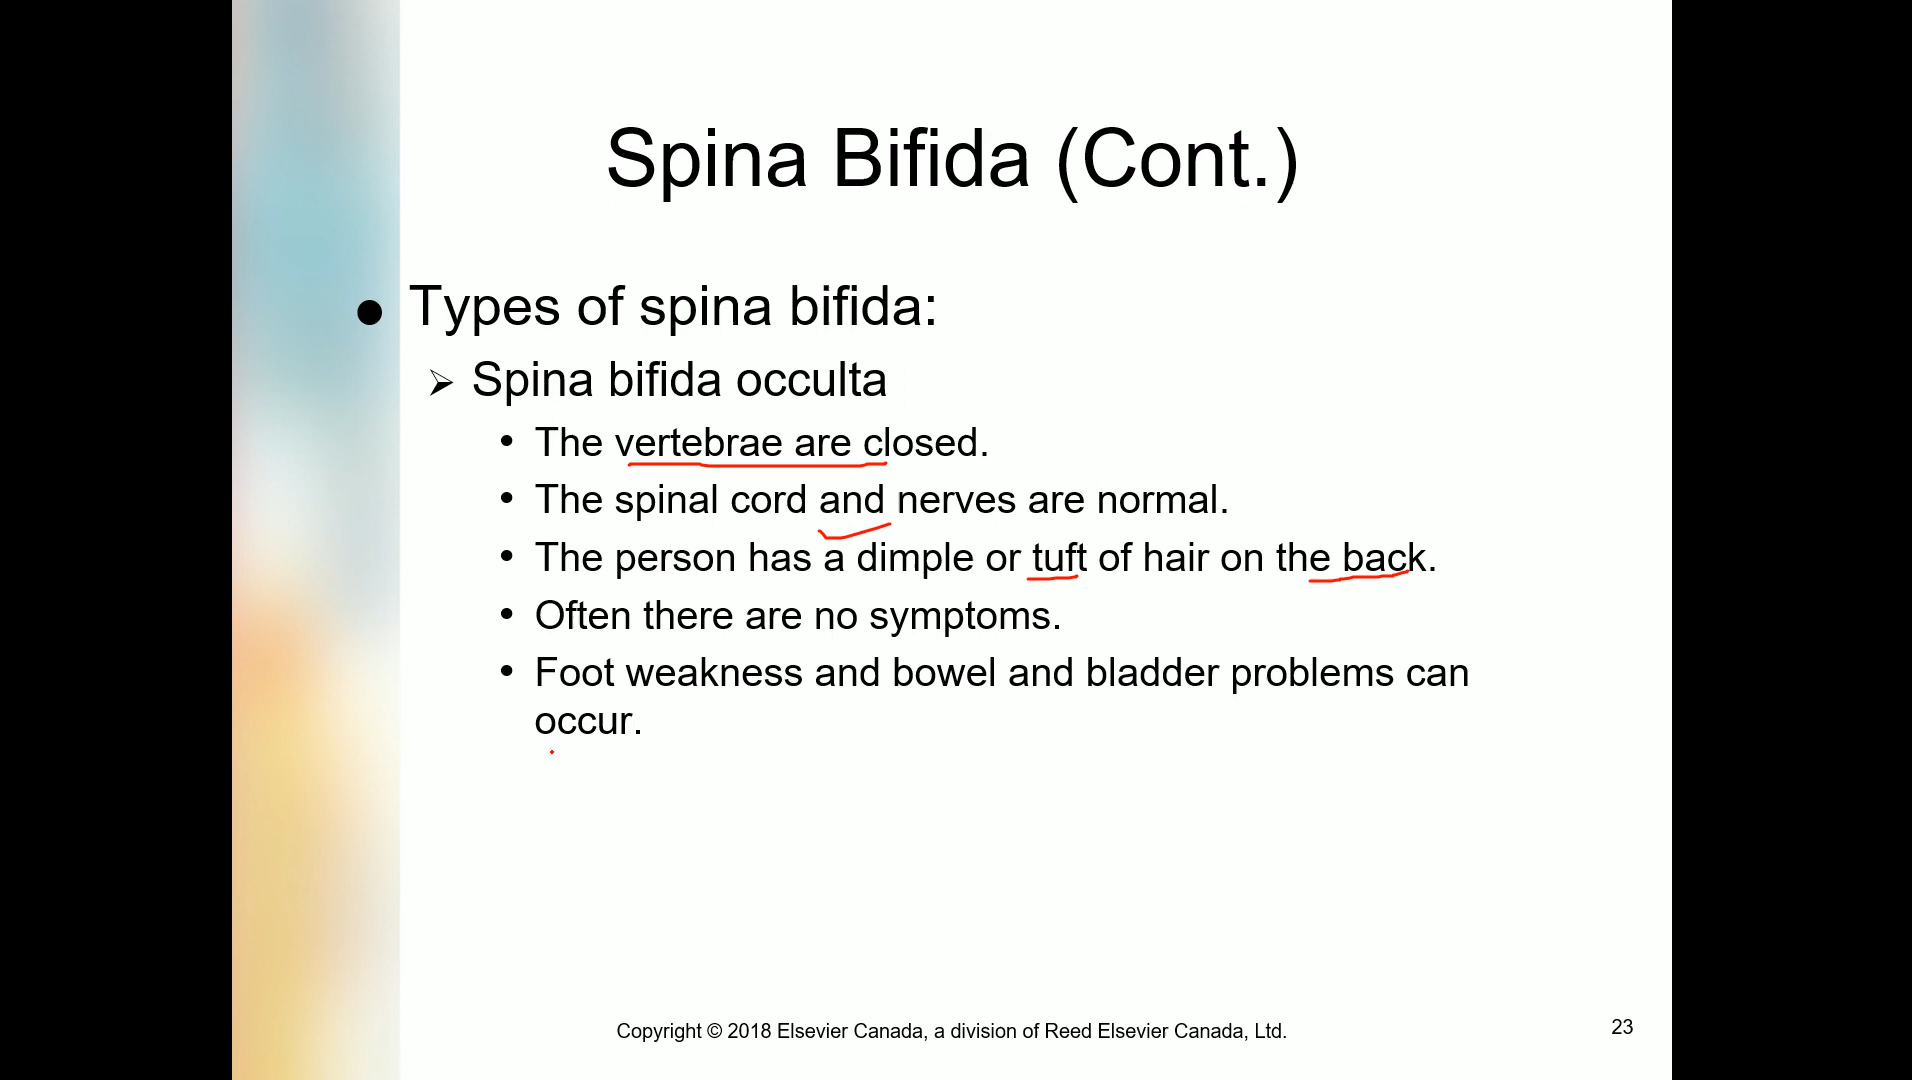 Spina Bifida (Cont.)
● Types of spina bifida:
➢ Spina bifida occulta
• The vertebrae are closed.
• The spinal cord and nerves are normal.
• The person has a dimple or tuft of hair on the back.
• Often there are no symptoms.
• Foot weakness and bowel and bladder problems can
occur.
Copyright © 2018 Elsevier Canada, a division of Reed Elsevier Canada, Ltd.
23